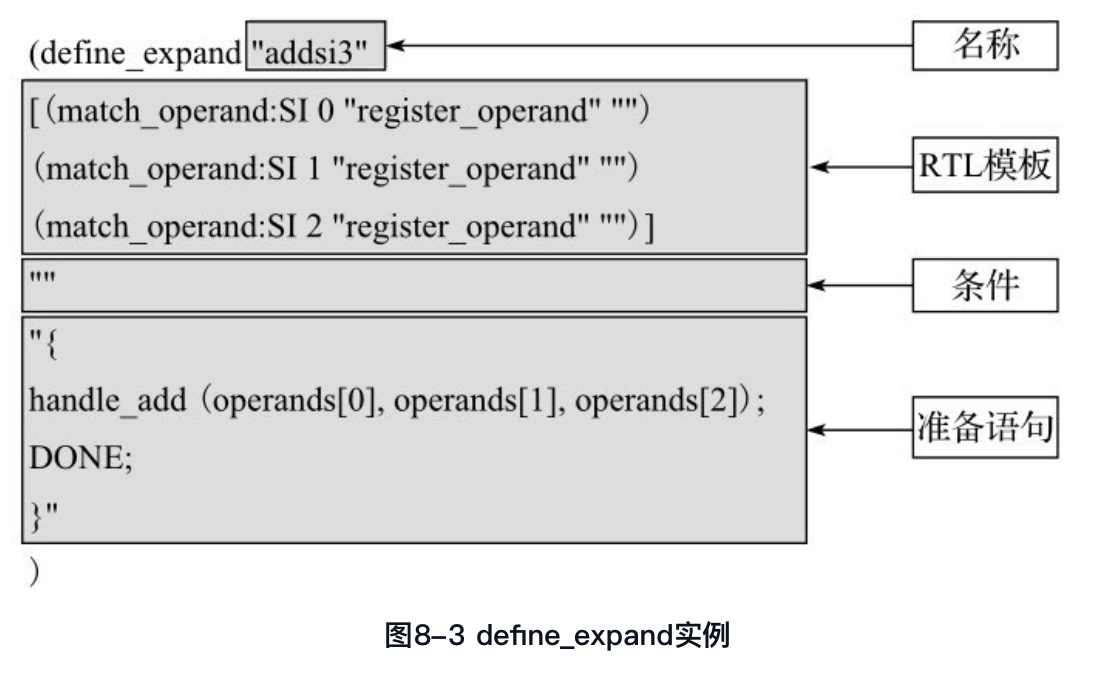 (define_expand "addsi3"
名称
[(match_operand:SI 0 "register_operand" "")
(match_operand:SI 1 "register_operand" "")
RTL模板
(match_operand:SI 2 "register_operand" "")]
""
条件
"{
handle_add (operands[0], operands[1], operands[2]);
准备语句
DONE;
}"
)
图8-3 define_expand实例